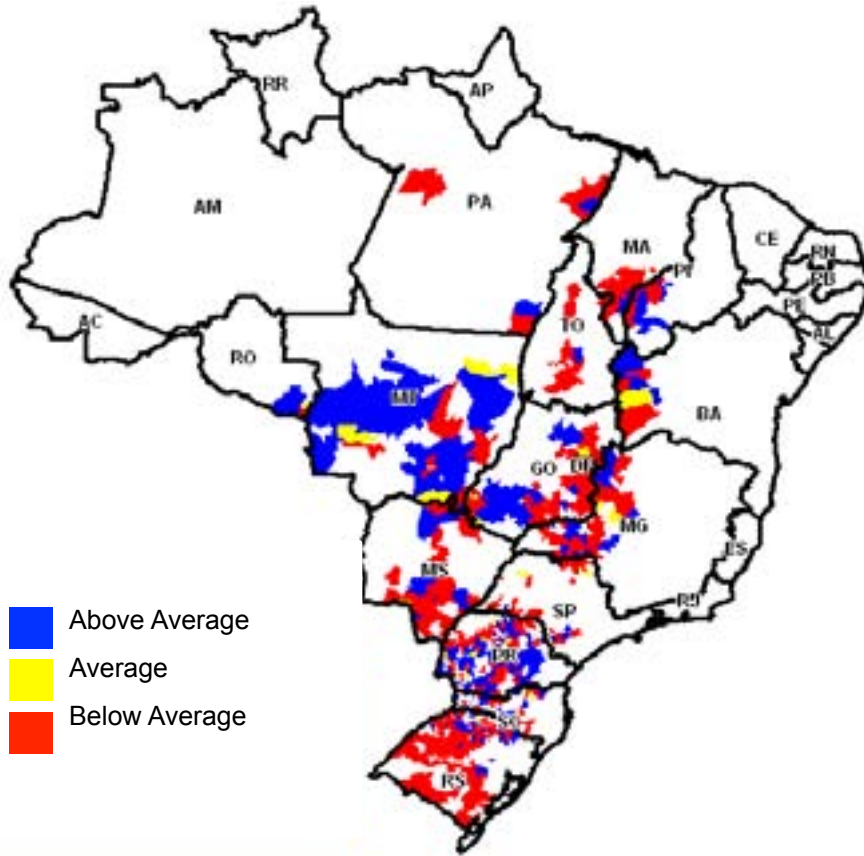 RR
AP
AM
PA
MA
CE
RN
PI
PB
PE
AL
AC
TO
RO
MT
BA
GO
DF
MG
ES
MS
SP
RJ
PR
SC
RS
Above Average
Average
Below Average